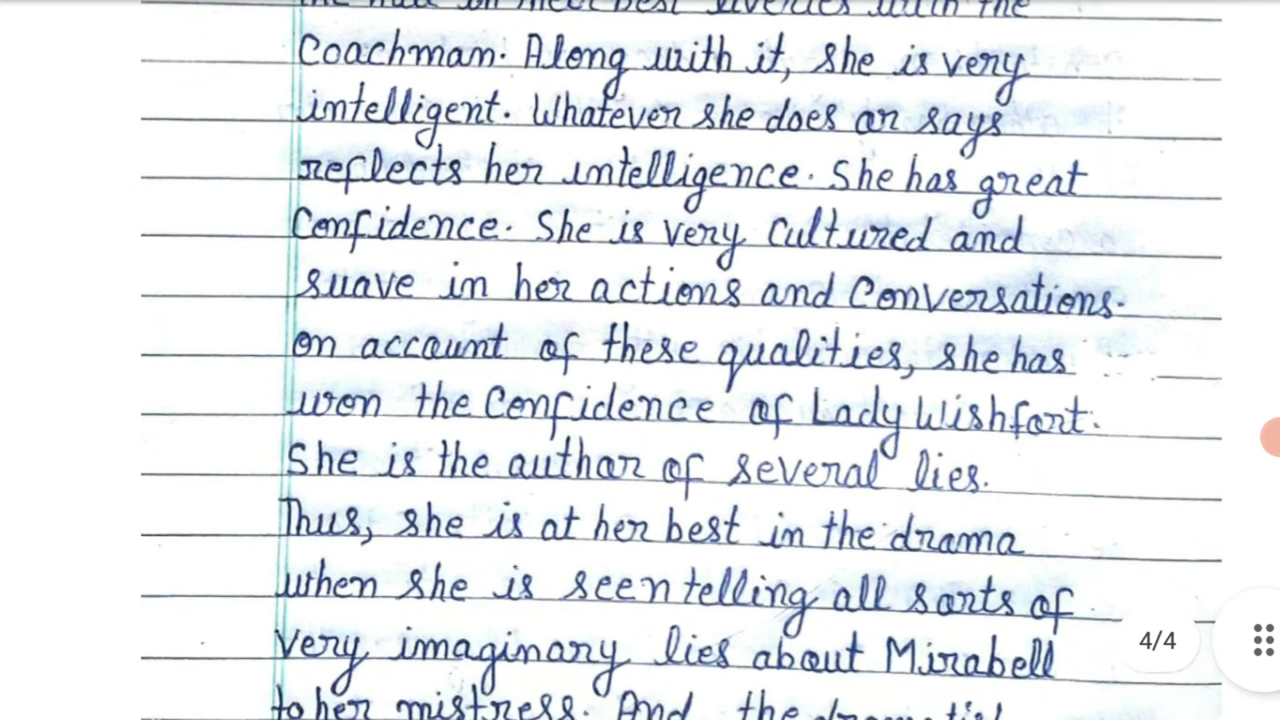 Coachman. Along with it, she is very
intelligent. Whatever she does or says
reflects her intelligence. She has great
Confidence. She is very Cultured and
suave in her actions and Conversations.
on account of these qualities, she has
won the Confidence of Lady Wishfort.
She is the author of several lies.
Thus, she is at her best in the drama
when she is seen telling all sorts of
very imaginary lies about Mirabell
to her mistress. And the
4/4